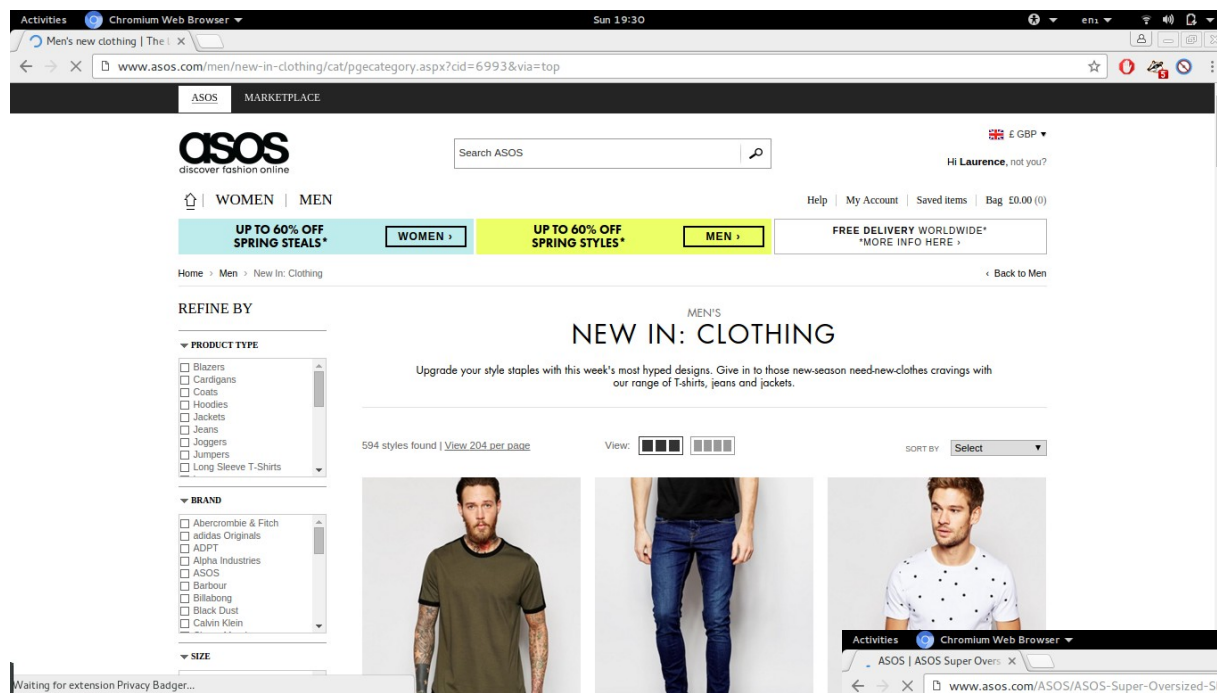 Activities Chromium Web Browser
Sun 19:30
en₁
Men's new clothing | The
www.asos.com/men/new-in-clothing/cat/pgecategory.aspx?cid=6993&via=top
5
ASOS MARKETPLACE
£ GBP
asos
discover fashion online
Search ASOS
Hi Laurence, not you?
WOMEN | MEN
Help | My Account | Saved items | Bag £0.00 (0)
UP TO 60% OFF
SPRING STEALS*
WOMEN ›
UP TO 60% OFF
SPRING STYLES*
MEN ›
FREE DELIVERY WORLDWIDE*
*MORE INFO HERE ›
Home › Men › New In: Clothing
‹ Back to Men
REFINE BY
PRODUCT TYPE
Blazers
Cardigans
Coats
Hoodies
Jackets
Jeans
Joggers
Jumpers
Long Sleeve T-Shirts
BRAND
Abercrombie & Fitch
adidas Originals
ADPT
Alpha Industries
ASOS
Barbour
Billabong
Black Dust
Calvin Klein
SIZE
MEN'S
NEW IN: CLOTHING
Upgrade your style staples with this week's most hyped designs. Give in to those new-season need-new-clothes cravings with
our range of T-shirts, jeans and jackets.
594 styles found | View 204 per page
View:
SORT BY Select
Waiting for extension Privacy Badger...
Activities Chromium Web Browser
ASOS | ASOS Super Overs
www.asos.com/ASOS/ASOS-Super-Oversized-S